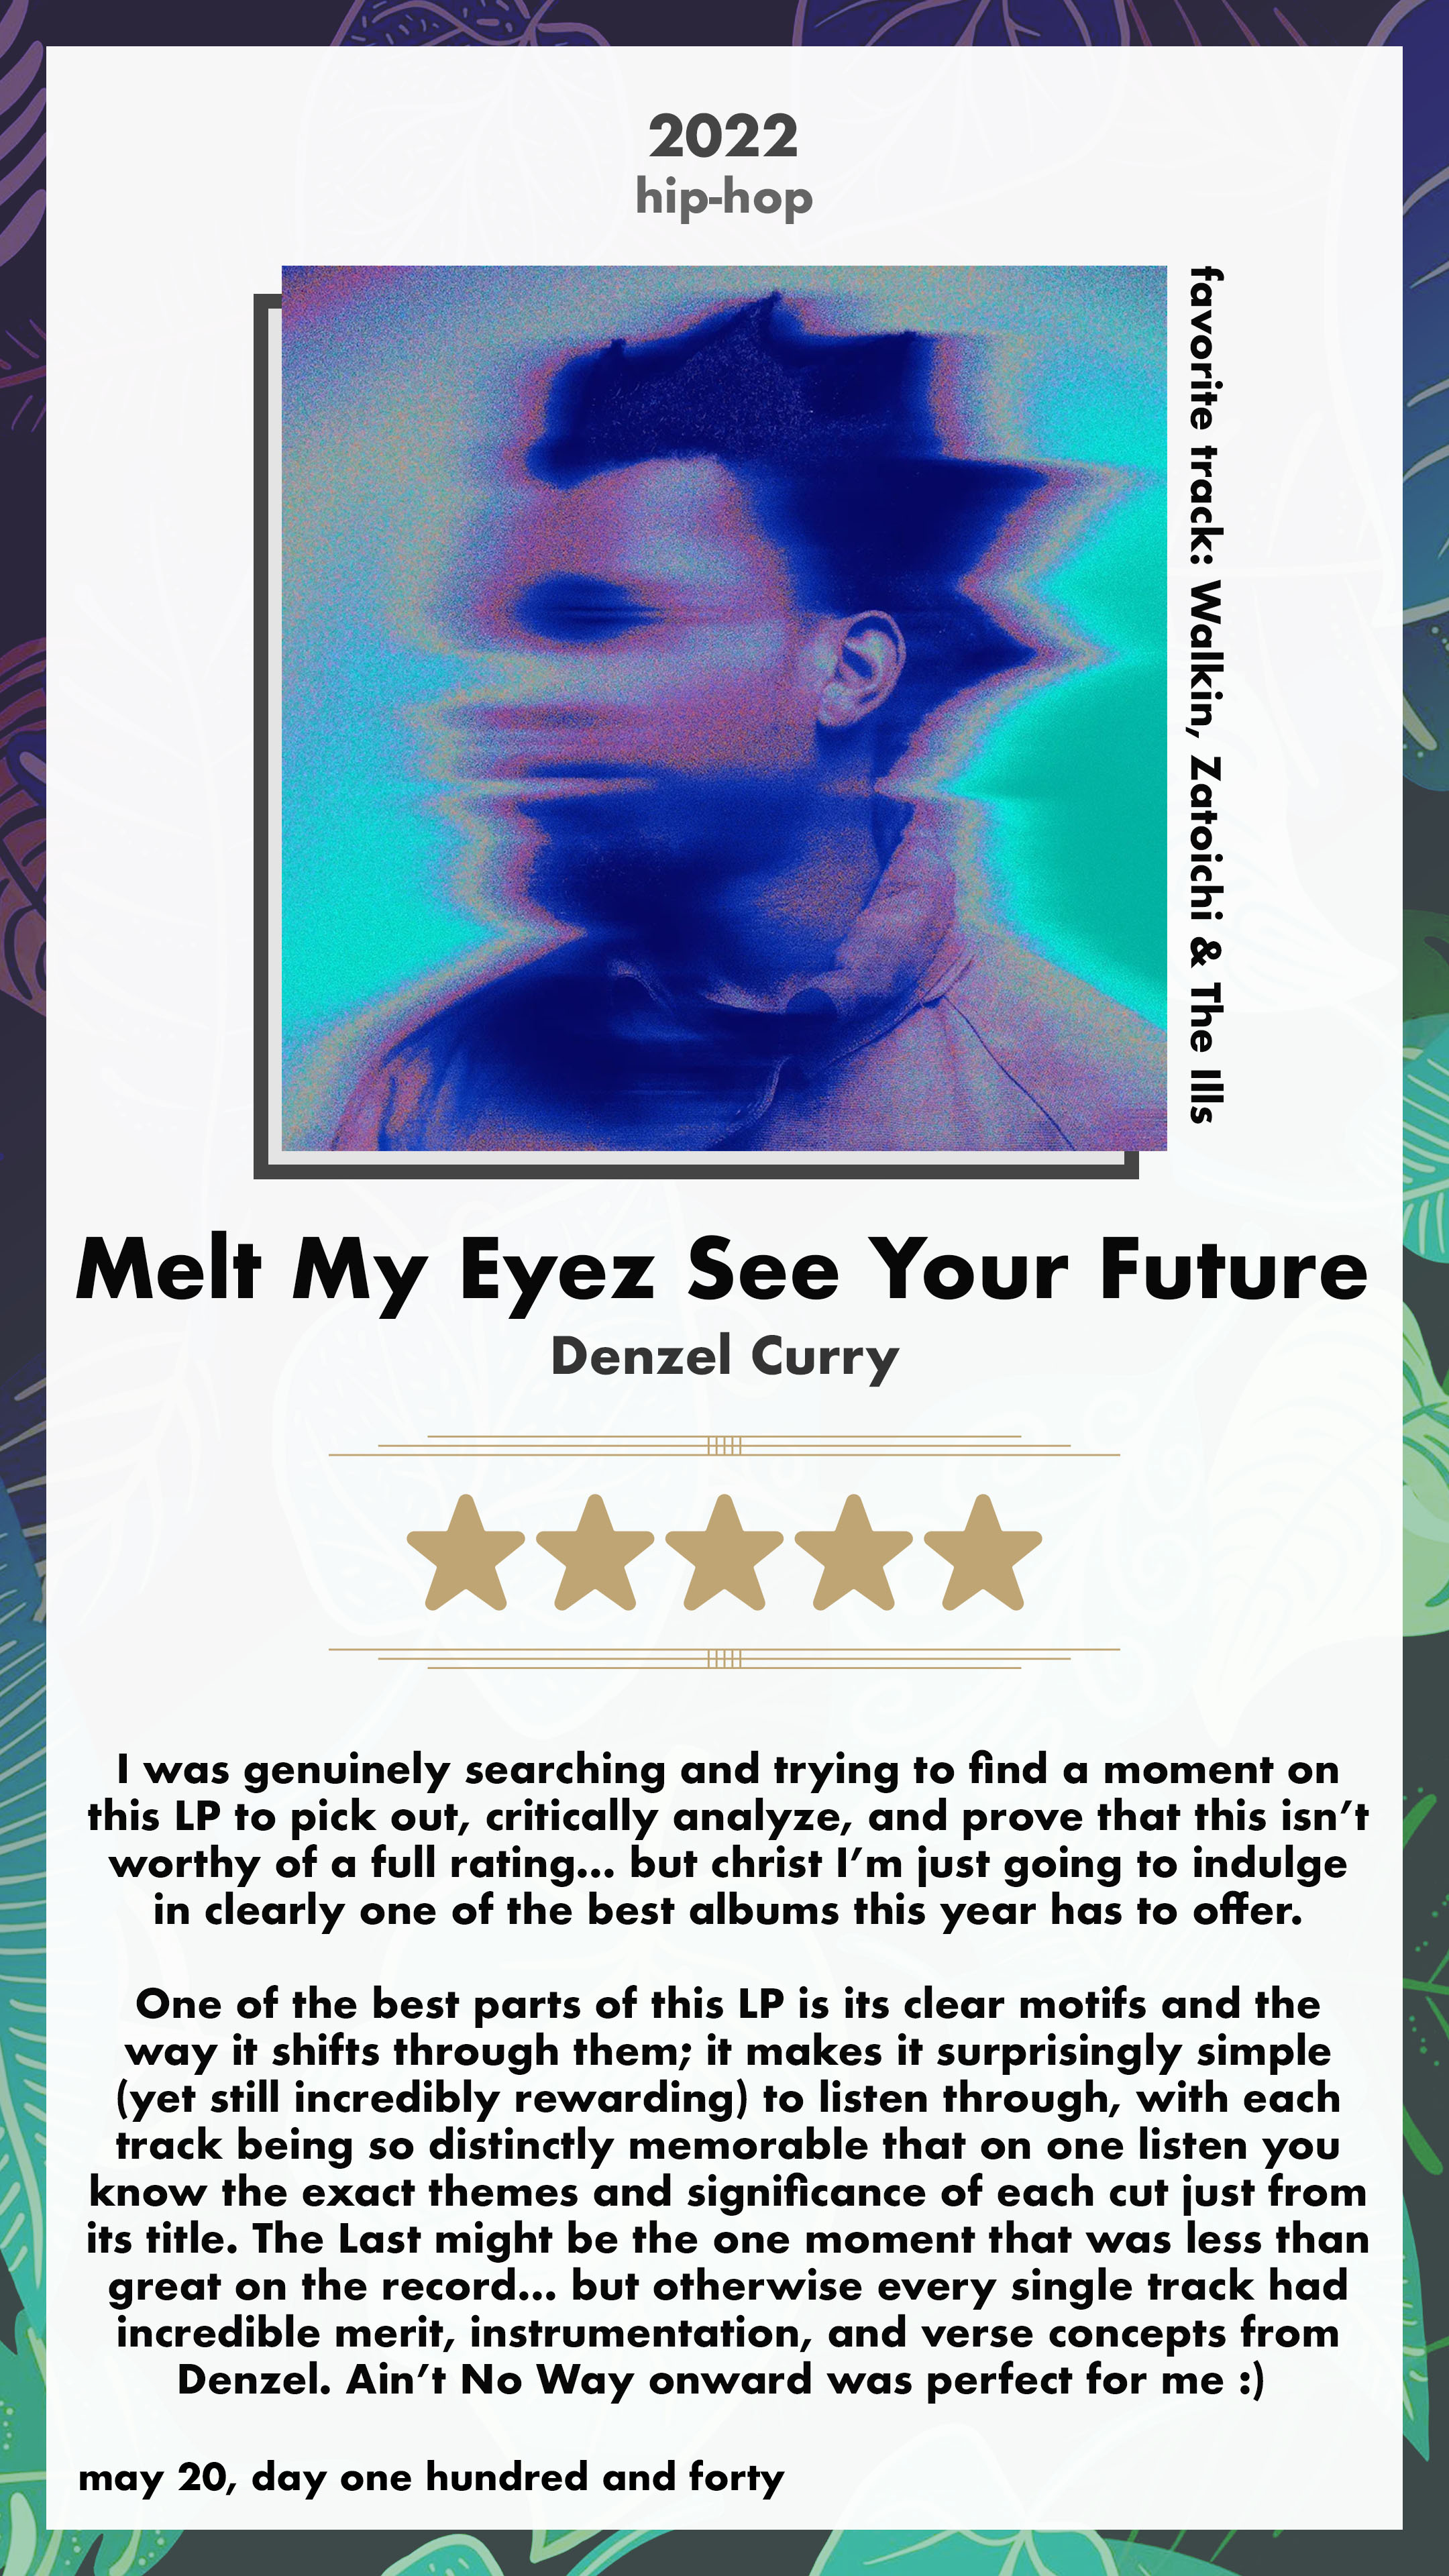 2022
hip-hop
favorite track: Walkin, Zatoichi & The Ills
Melt My Eyez See Your Future
Denzel Curry
I was genuinely searching and trying to find a moment on
this LP to pick out, critically analyze, and prove that this isn’t
worthy of a full rating... but christ I’m just going to indulge
in clearly one of the best albums this year has to offer.
One of the best parts of this LP is its clear motifs and the
way it shifts through them; it makes it surprisingly simple
(yet still incredibly rewarding) to listen through, with each
track being so distinctly memorable that on one listen you
know the exact themes and significance of each cut just from
its title. The Last might be the one moment that was less than
great on the record... but otherwise every single track had
incredible merit, instrumentation, and verse concepts from
Denzel. Ain’t No Way onward was perfect for me :)
may 20, day one hundred and forty